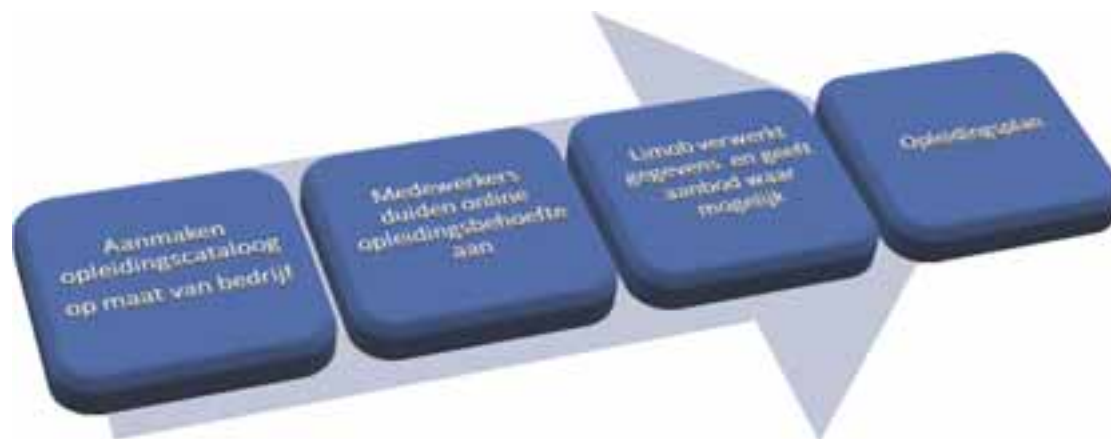 Aanmaken
opleidingscataloog
op maat van bedrijf
Medewerkers
duiden online
opleidingsbehoefte
aan
Limob verwerkt
gegevens en geeft
aanbod waar
mogelijk
Opleidingsplan